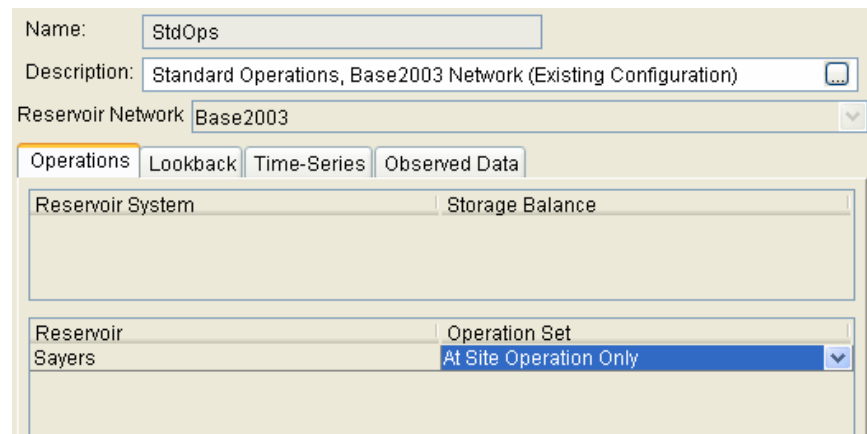 Name: StdOps
Description: Standard Operations, Base2003 Network (Existing Configuration) ...
Reservoir Network Base2003
Operations Lookback Time-Series Observed Data
Reservoir System Storage Balance
Reservoir Operation Set
Sayers At Site Operation Only